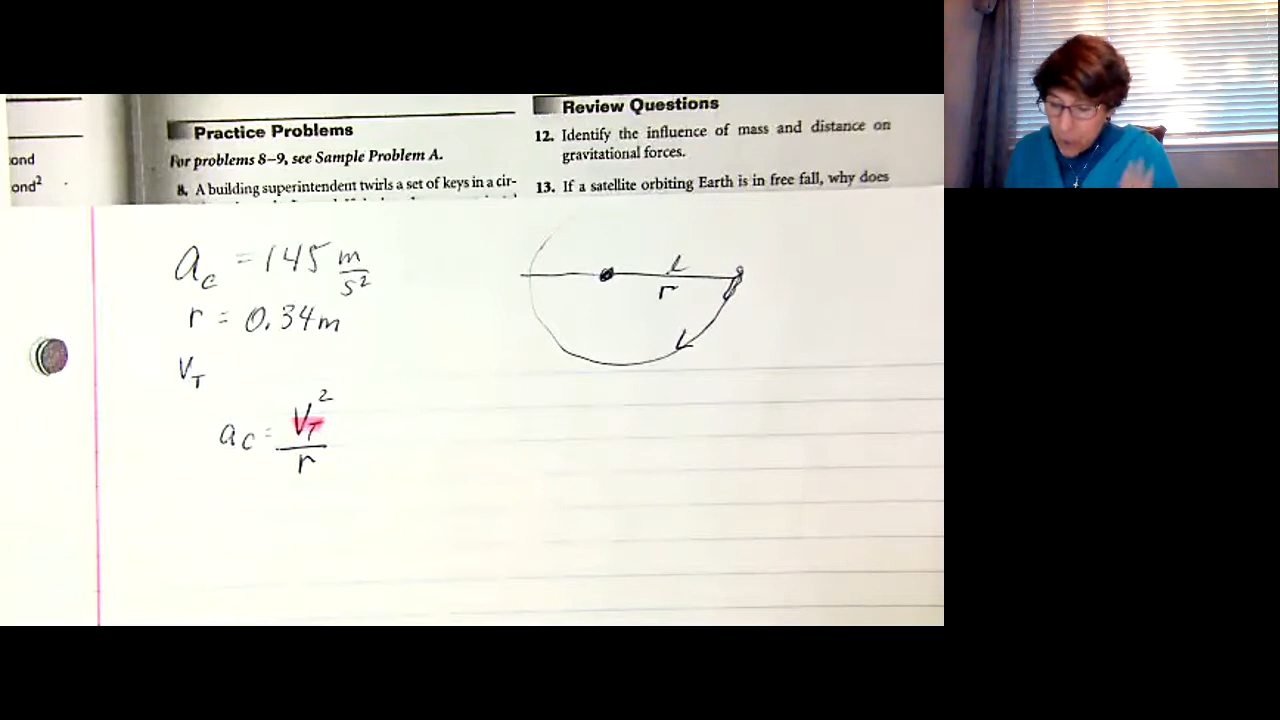 ond
ond²
Practice Problems
For problems 8–9, see Sample Problem A.
8. A building superintendent twirls a set of keys in a cir-
Review Questions
12. Identify the influence of mass and distance on
gravitational forces.
13. If a satellite orbiting Earth is in free fall, why does
a_c = 145 m/s²
r = 0.34m
V_T
a_c = V_T²/r
r